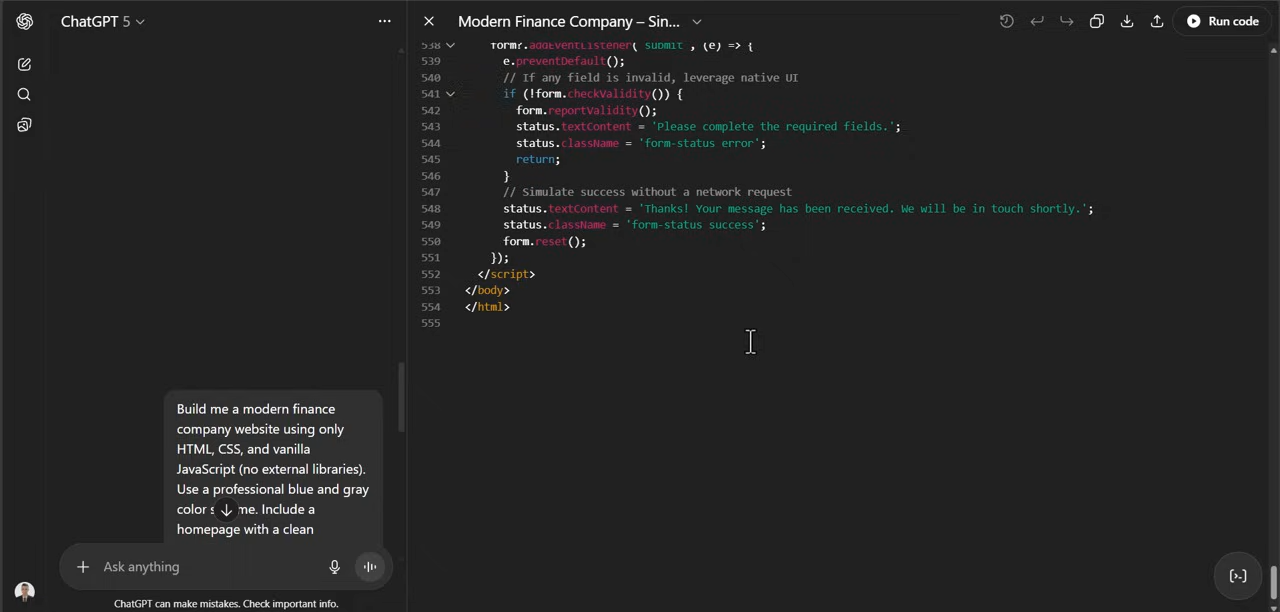 ChatGPT 5
Modern Finance Company – Sin...
Run code
538 form?.addEventListener('submit', (e) => {
539 e.preventDefault();
540 // If any field is invalid, leverage native UI
541 if (!form.checkValidity()) {
542 form.reportValidity();
543 status.textContent = 'Please complete the required fields.';
544 status.className = 'form-status error';
545 return;
546 }
547 // Simulate success without a network request
548 status.textContent = 'Thanks! Your message has been received. We will be in touch shortly.';
549 status.className = 'form-status success';
550 form.reset();
551 });
552 </script>
553 </body>
554 </html>
555
Build me a modern finance
company website using only
HTML, CSS, and vanilla
JavaScript (no external libraries).
Use a professional blue and gray
color s me. Include a
homepage with a clean
Ask anything
ChatGPT can make mistakes. Check important info.